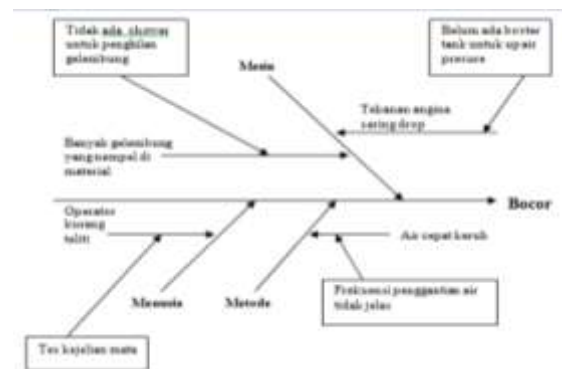 Tidak ada shower
untuk penghilan
gelembung
Belum ada boster
tank untuk up air
presure
Mesin
Tekanan angina
sering drop
Banyak gelembung
yang nempel di
material
Bocor
Operator
kurang
teliti
Air cepat keruh
Manusia
Metode
Frekuensi penggantian air
tidak jelas
Tes kejelian mata